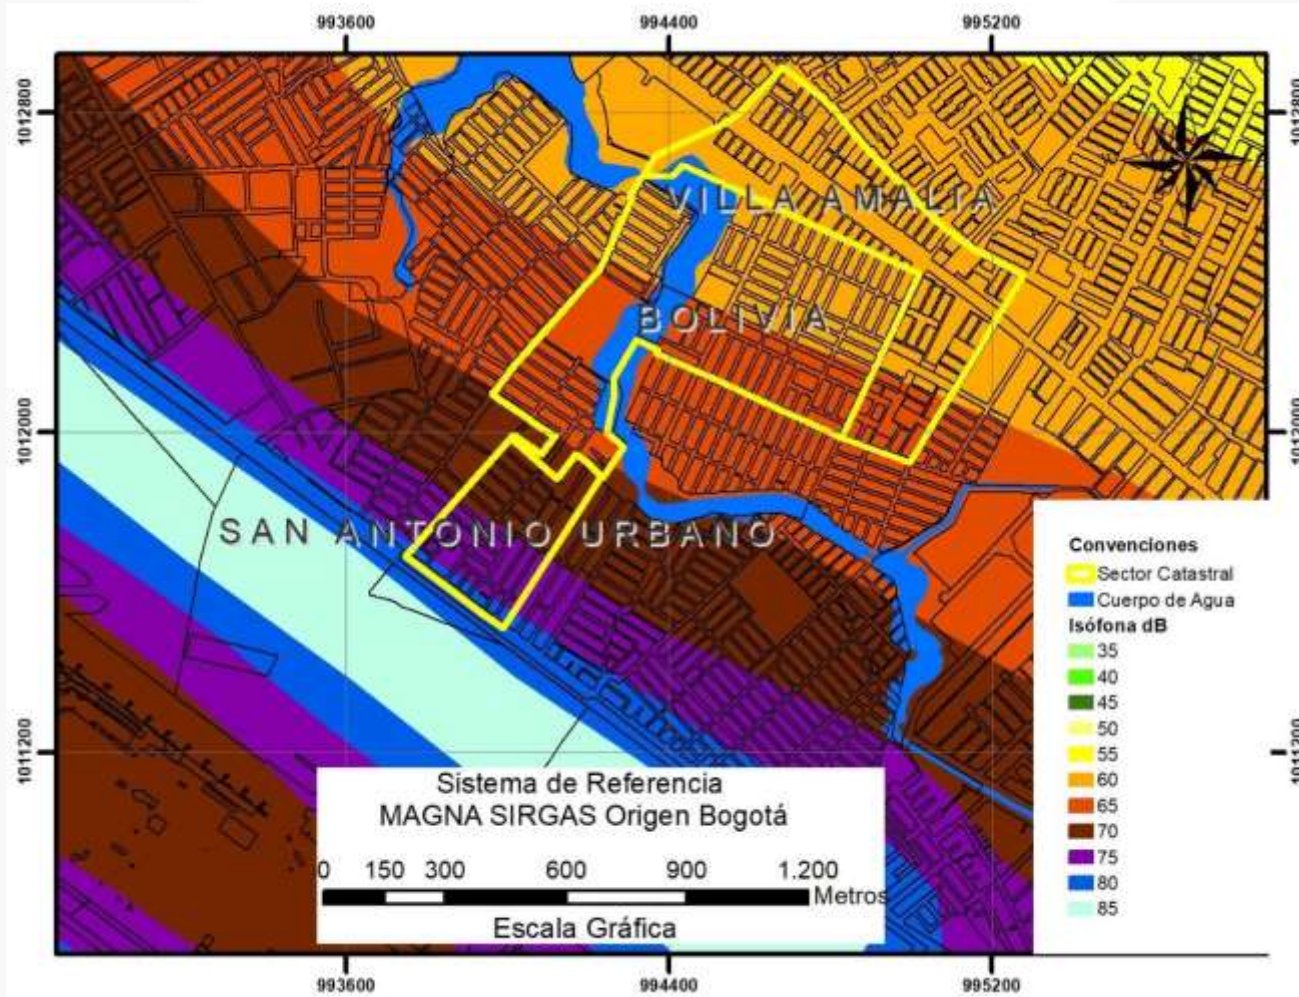 993600 994400 995200
1012800 1012800
VILLA AMALIA
BOLIVIA
1012000 1012000
SAN ANTONIO URBANO
Convenciones
Sector Catastral
Cuerpo de Agua
Isófona dB
35
40
45
50
55
60
65
70
75
80
85
1011200 1011200
Sistema de Referencia
MAGNA SIRGAS Origen Bogotá
0 150 300 600 900 1.200
Metros
Escala Gráfica
993600 994400 995200